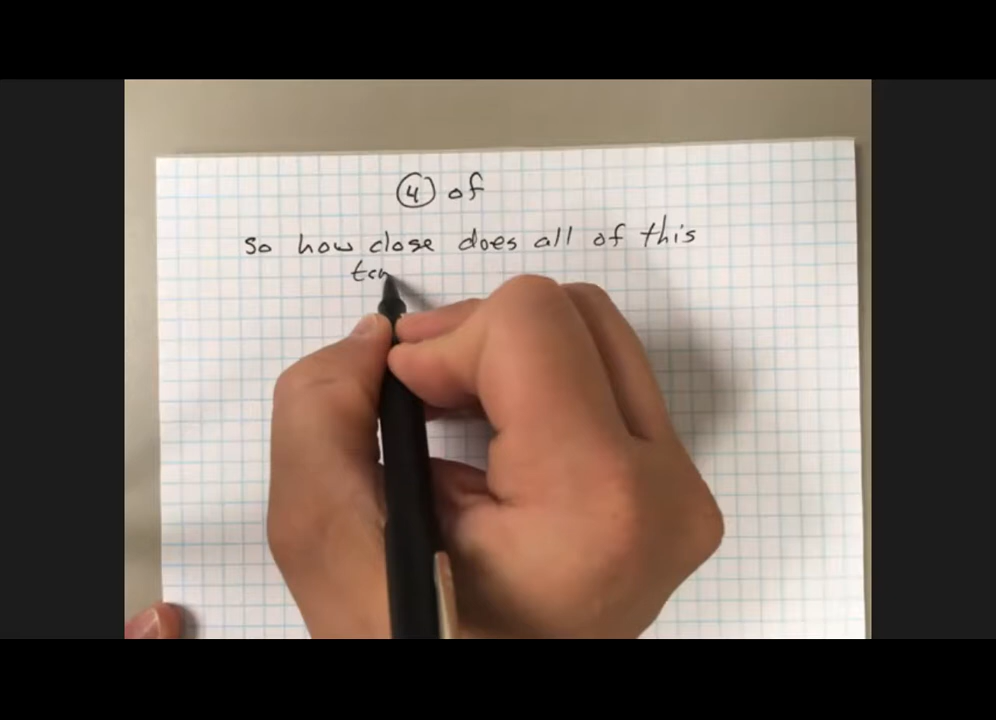 ④ of
so how close does all of this